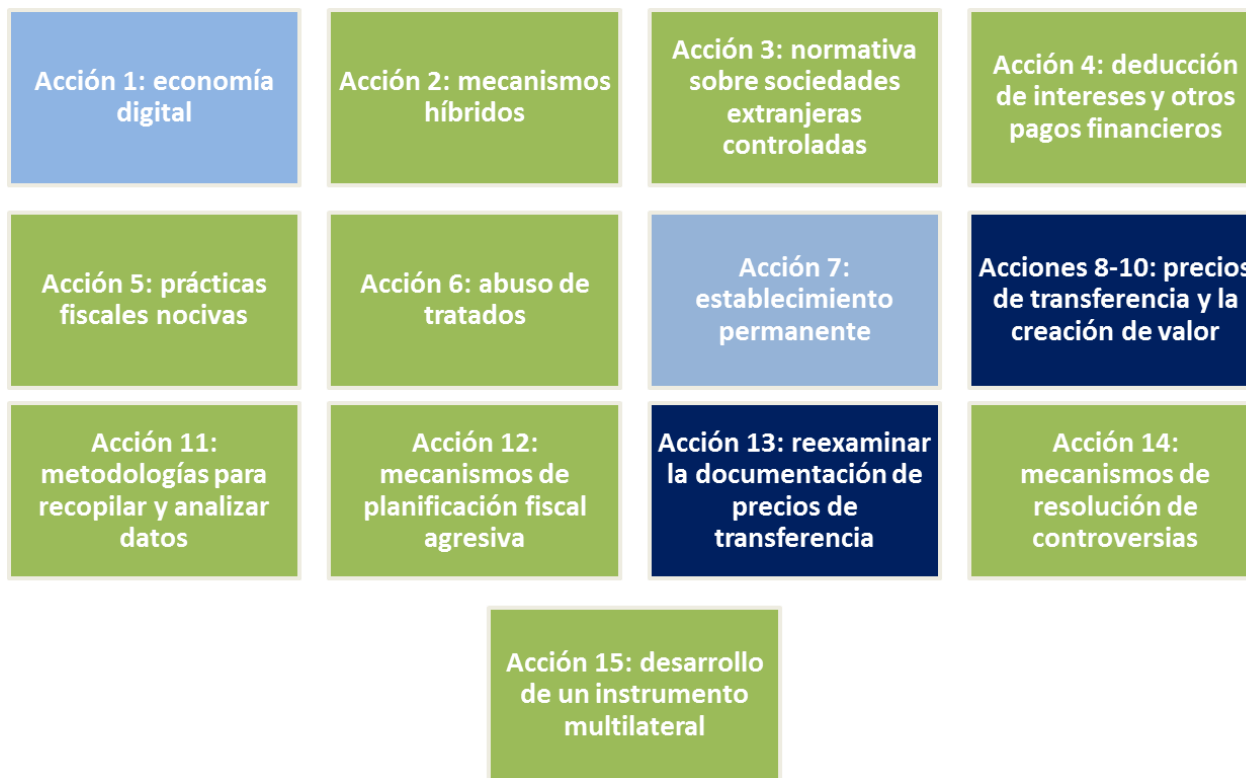 Acción 1: economía
digital
Acción 2: mecanismos
híbridos
Acción 3: normativa
sobre sociedades
extranjeras
controladas
Acción 4: deducción
de intereses y otros
pagos financieros
Acción 5: prácticas
fiscales nocivas
Acción 6: abuso de
tratados
Acción 7:
establecimiento
permanente
Acciones 8-10: precios
de transferencia y la
creación de valor
Acción 11:
metodologías para
recopilar y analizar
datos
Acción 12:
mecanismos de
planificación fiscal
agresiva
Acción 13: reexaminar
la documentación de
precios de
transferencia
Acción 14:
mecanismos de
resolución de
controversias
Acción 15: desarrollo
de un instrumento
multilateral